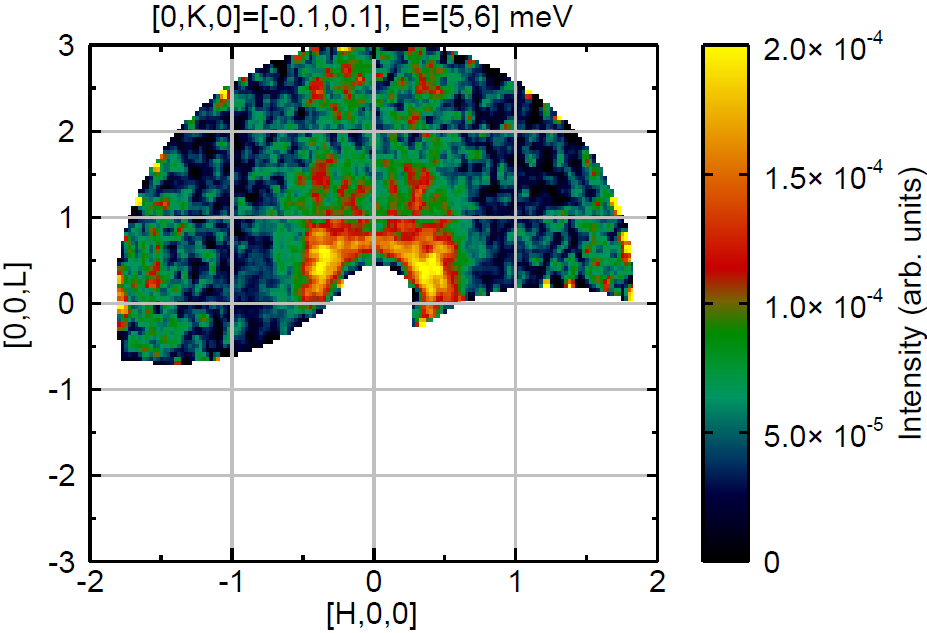 [0,K,0]=[-0.1,0.1], E=[5,6] meV
3
2
1
0
-1
-2
-3
[0,0,L]
-2 -1 0 1 2
[H,0,0]
2.0× 10^-4
1.5× 10^-4
1.0× 10^-4
5.0× 10^-5
0
Intensity (arb. units)